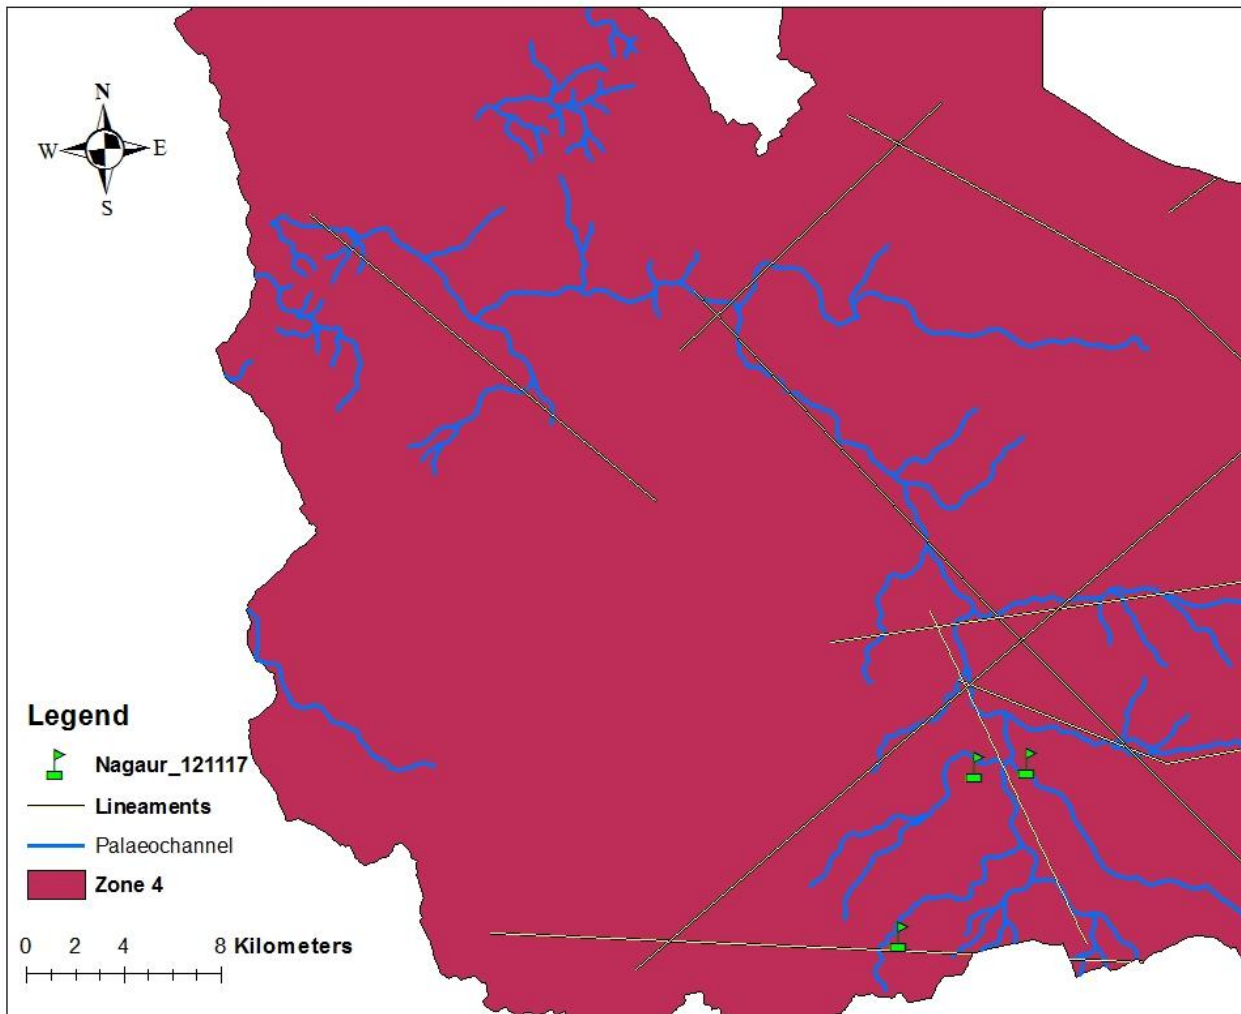 N
W E
S
Legend
Nagaur_121117
Lineaments
Palaeochannel
Zone 4
0 2 4 8 Kilometers